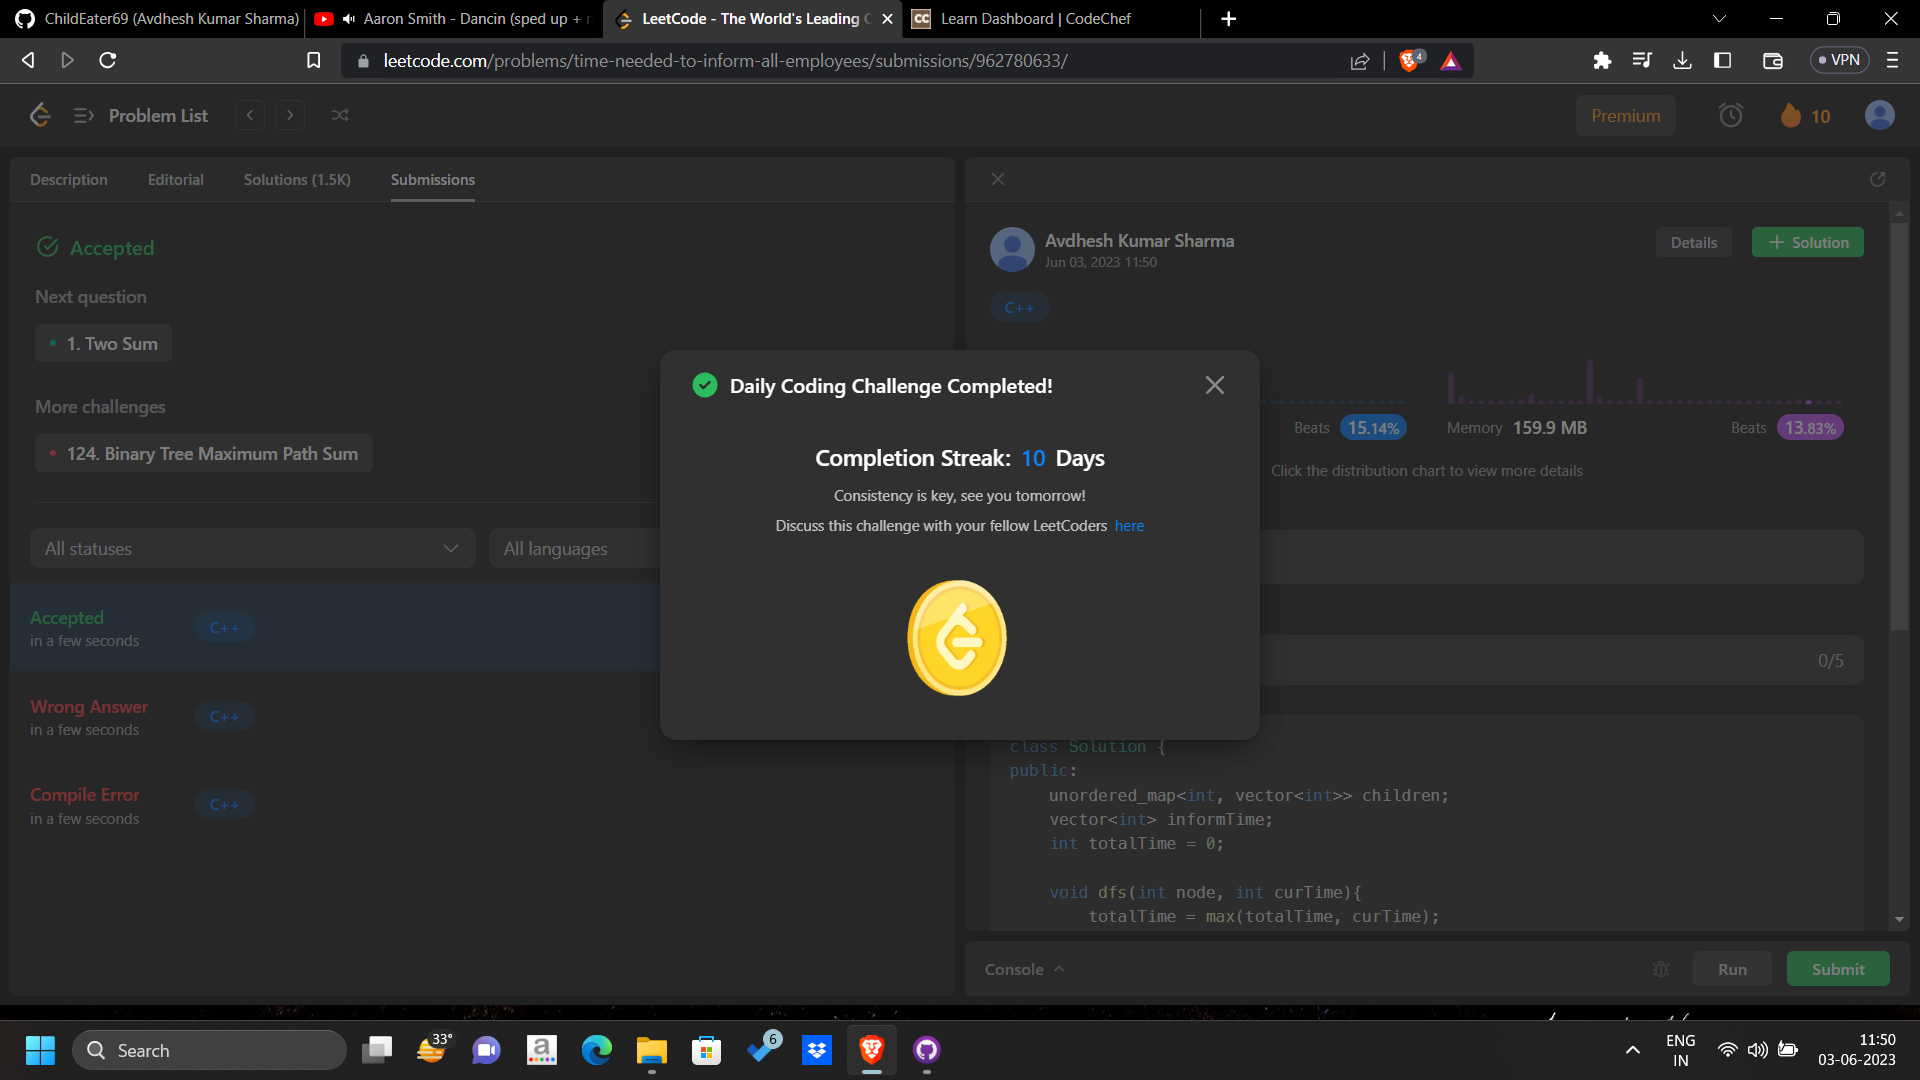 ChildEater69 (Avdhesh Kumar Sharma)
Aaron Smith - Dancin (sped up +
LeetCode - The World's Leading
CC Learn Dashboard | CodeChef
leetcode.com/problems/time-needed-to-inform-all-employees/submissions/962780633/
4
VPN
Problem List
Premium
10
Description Editorial Solutions (1.5K) Submissions
Accepted
Next question
1. Two Sum
More challenges
124. Binary Tree Maximum Path Sum
All statuses All languages
Accepted
in a few seconds
C++
Wrong Answer
in a few seconds
C++
Compile Error
in a few seconds
C++
Avdhesh Kumar Sharma
Jun 03, 2023 11:50
Details
Solution
C++
Beats 15.14% Memory 159.9 MB Beats 13.83%
Click the distribution chart to view more details
0/5
Daily Coding Challenge Completed!
Completion Streak: 10 Days
Consistency is key, see you tomorrow!
Discuss this challenge with your fellow LeetCoders here
class Solution {
public:
unordered_map<int, vector<int>> children;
vector<int> informTime;
int totalTime = 0;
void dfs(int node, int curTime){
totalTime = max(totalTime, curTime);
Console
Run
Submit
Search
33°
a
6
ENG
IN
11:50
03-06-2023